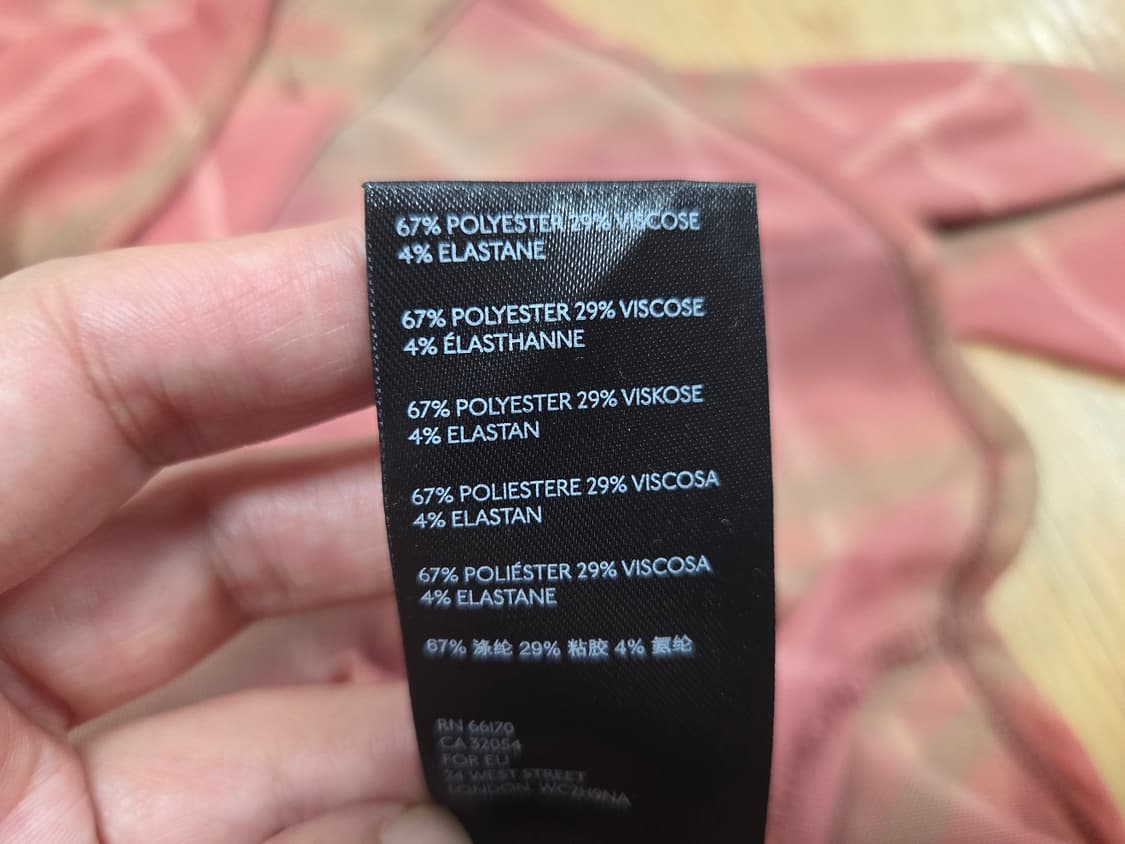 67% POLYESTER 29% VISCOSE
4% ELASTANE
67% POLYESTER 29% VISCOSE
4% ÉLASTHANNE
67% POLYESTER 29% VISKOSE
4% ELASTAN
67% POLIESTERE 29% VISCOSA
4% ELASTAN
67% POLIÉSTER 29% VISCOSA
4% ELASTANE
67% 涤纶 29% 粘胶 4% 氨纶
RN 66170
CA 32054
FOR EU
24 WEST STREET
LONDON, WC2H9NA